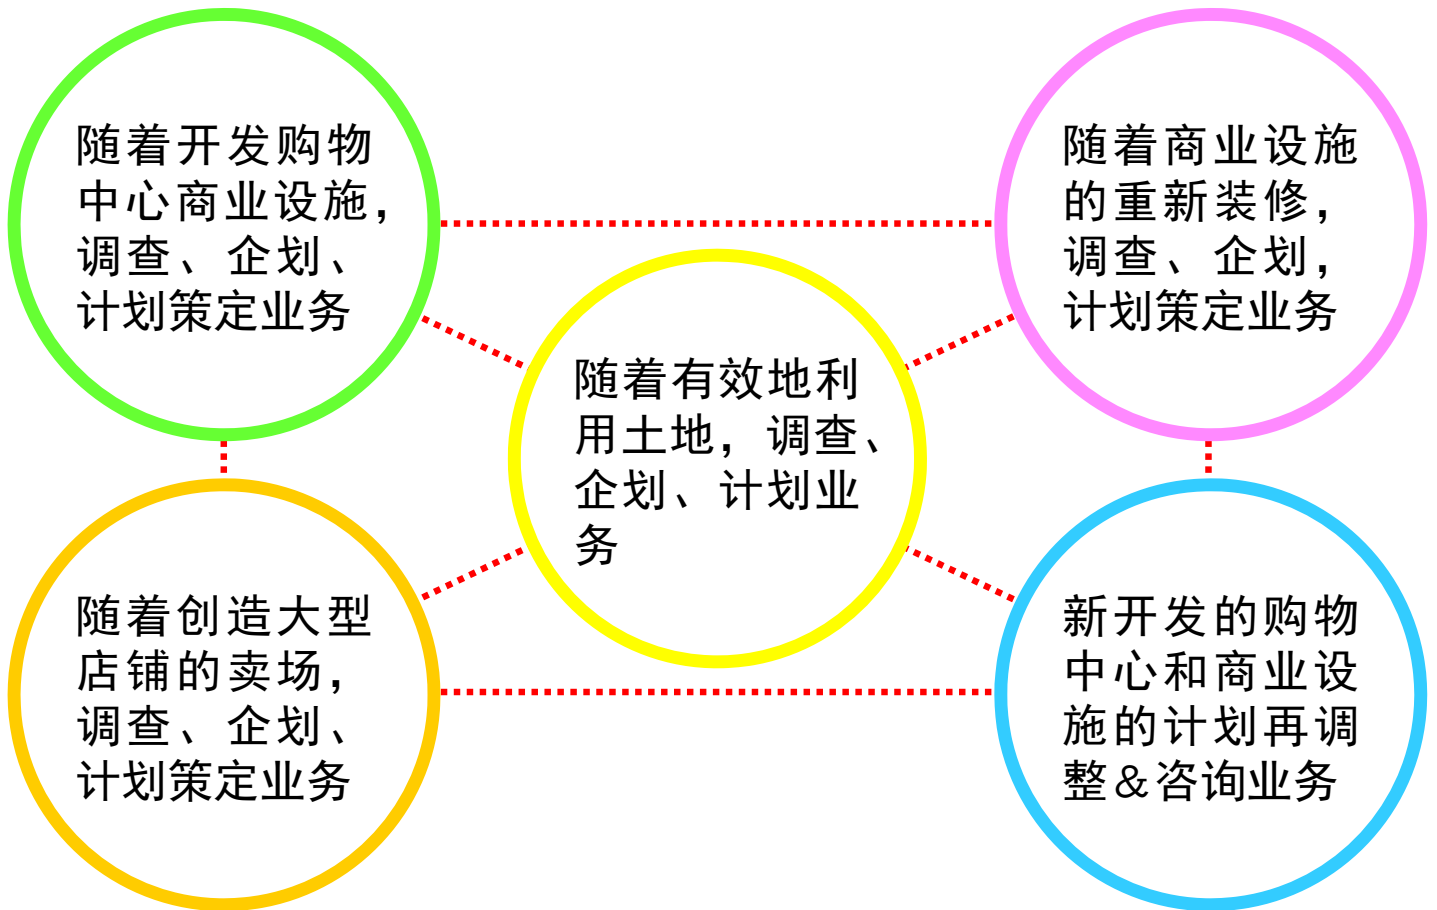 随着开发购物
中心商业设施，
调查、企划、
计划策定业务
随着商业设施
的重新装修，
调查、企划，
计划策定业务
随着有效地利
用土地，调查、
企划、计划业
务
随着创造大型
店铺的卖场，
调查、企划、
计划策定业务
新开发的购物
中心和商业设
施的计划再调
整＆咨询业务